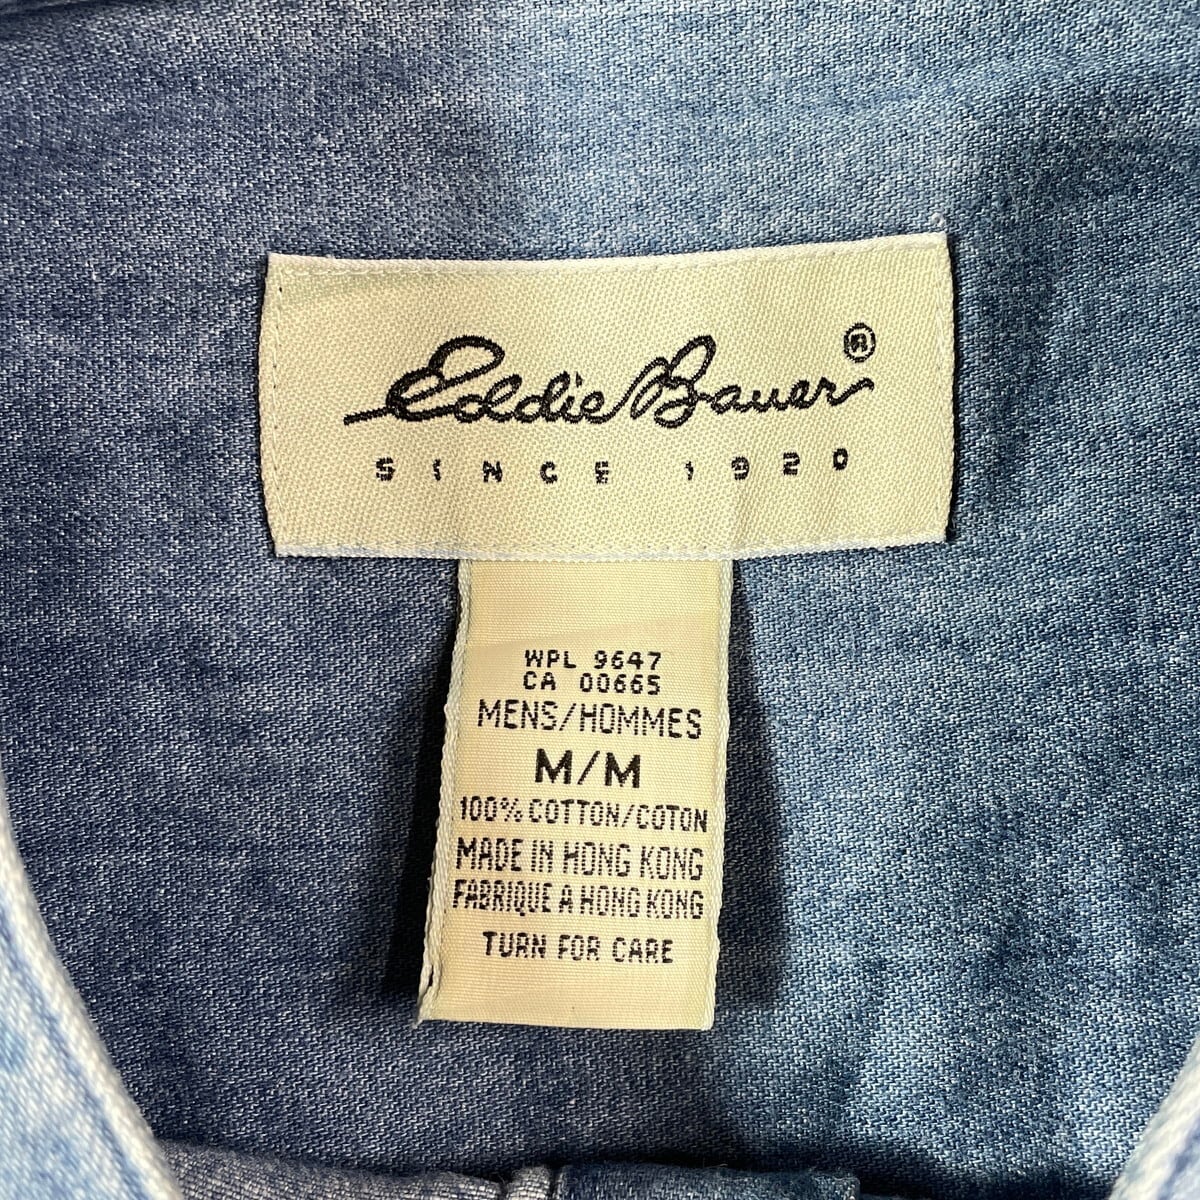 Eddie Bauer®
SINCE 1920
WPL 9647
CA 00665
MENS/HOMMES
M/M
100% COTTON/COTON
MADE IN HONG KONG
FABRIQUE A HONG KONG
TURN FOR CARE